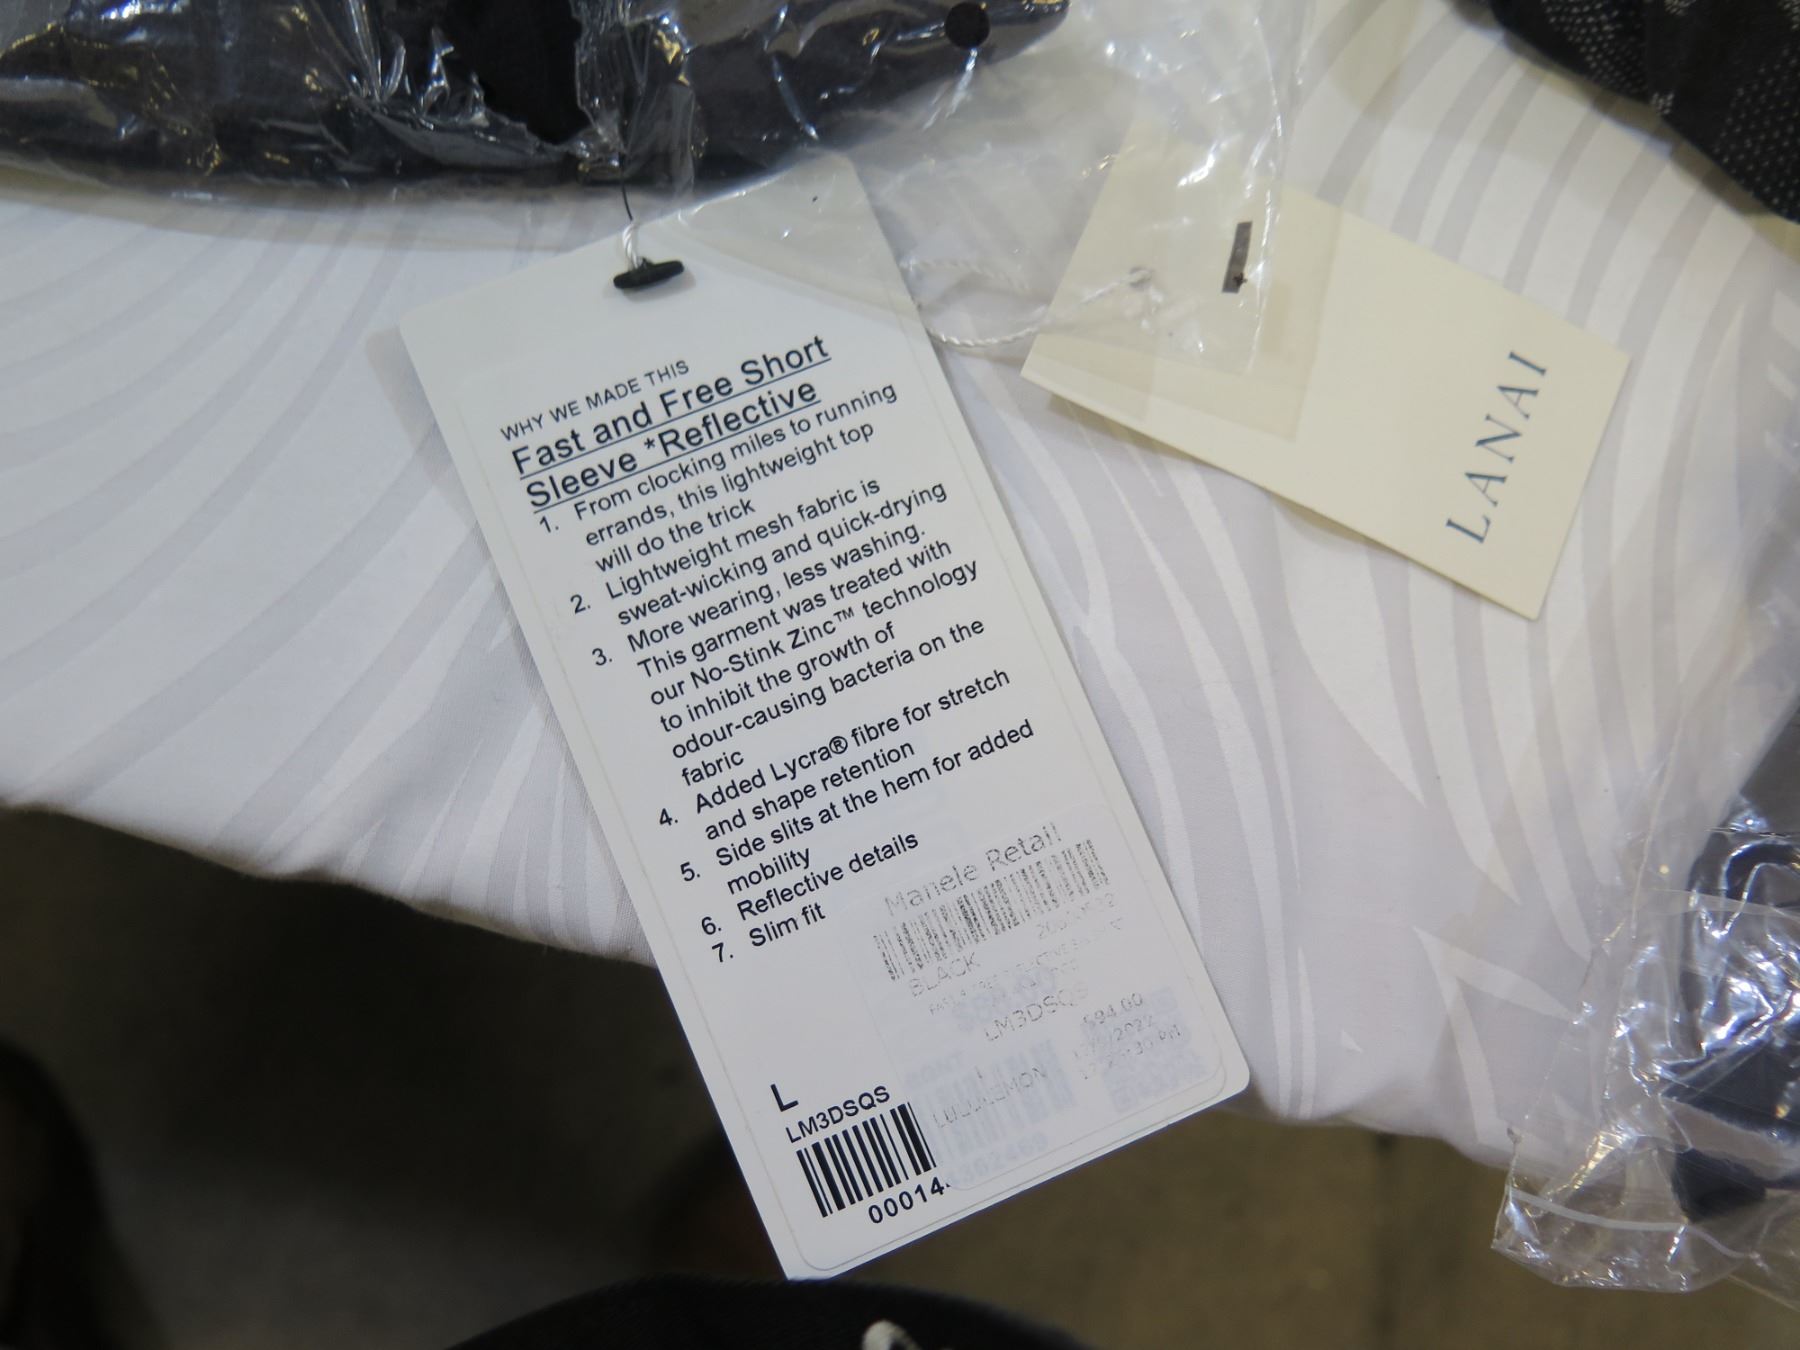 WHY WE MADE THIS
Fast and Free Short
Sleeve *Reflective
1. From clocking miles to running
errands, this lightweight top
will do the trick
2. Lightweight mesh fabric is
sweat-wicking and quick-drying
3. More wearing, less washing.
This garment was treated with
our No-Stink Zinc™ technology
to inhibit the growth of
odour-causing bacteria on the
fabric
4. Added Lycra® fibre for stretch
and shape retention
5. Side slits at the hem for added
mobility
6. Reflective details
7. Slim fit
Manele Retail
BLACK
LM3DSQS
$94.00
LULULEMON
L
LM3DSQS
00014
LANAI